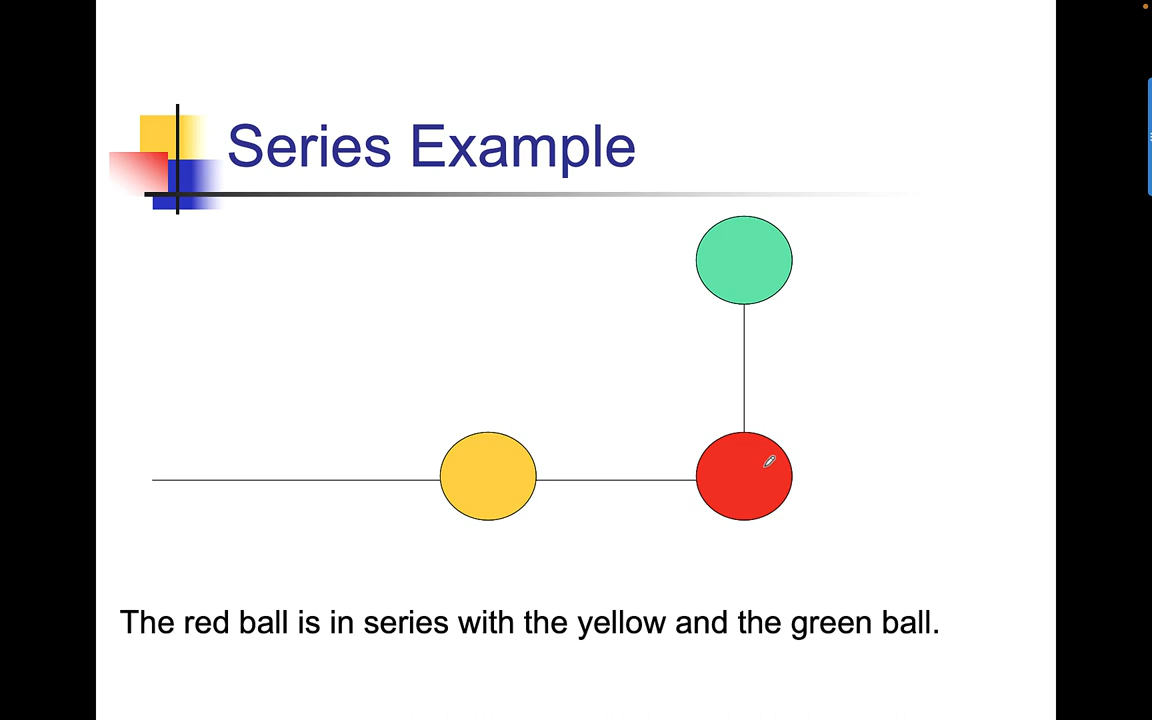 Series Example
The red ball is in series with the yellow and the green ball.